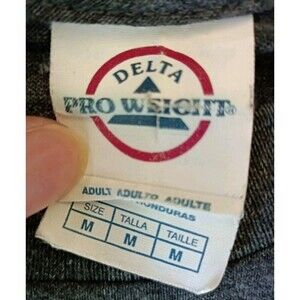 DELTA
PRO WEIGHT®
ADULT ADULTO ADULTE
HONDURAS
SIZE TALLA TAILLE
M M M